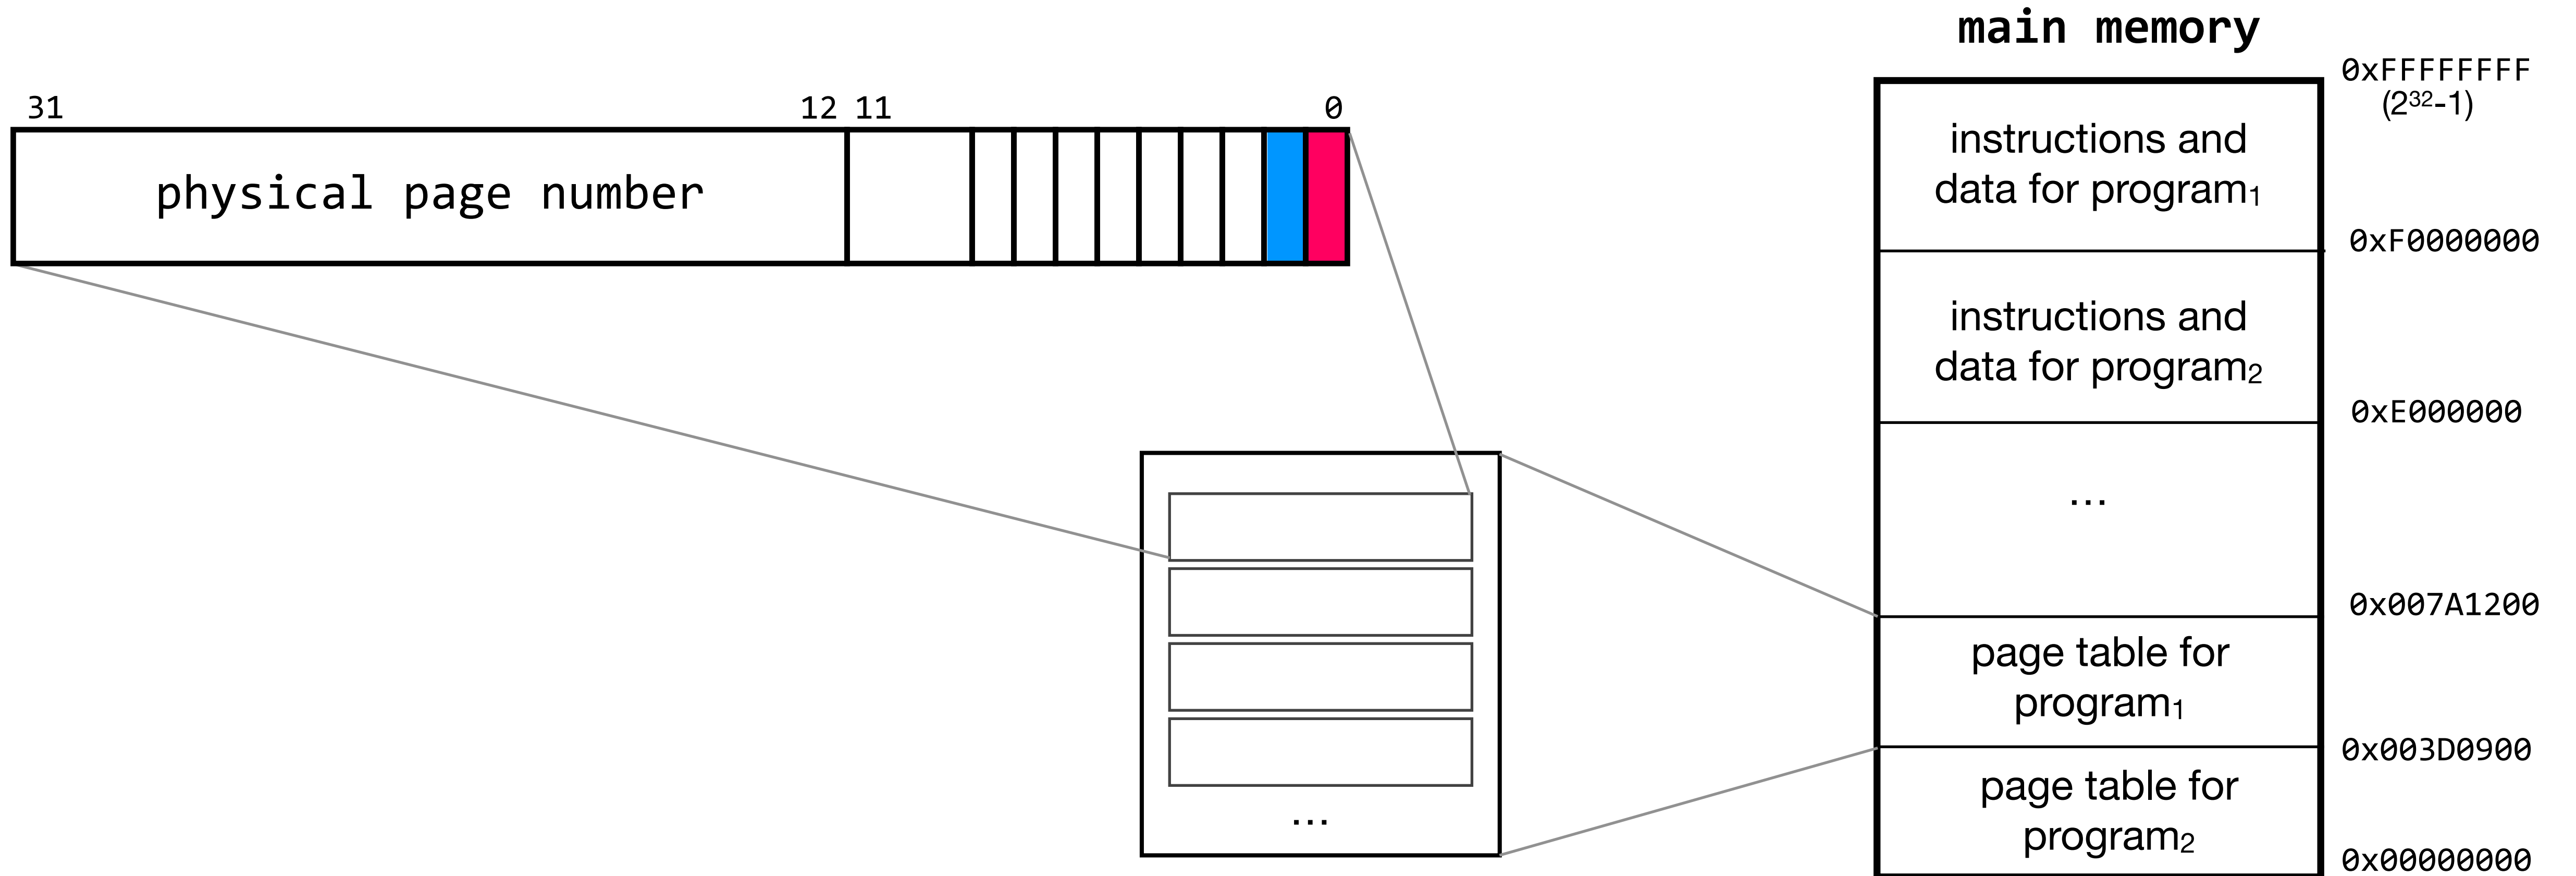 main memory
31
12
11
0
physical page number
0xFFFFFFFF
(2³²-1)
instructions and
data for program₁
0xF0000000
instructions and
data for program₂
0xE000000
...
0x007A1200
page table for
program₁
0x003D0900
page table for
program₂
0x00000000
...